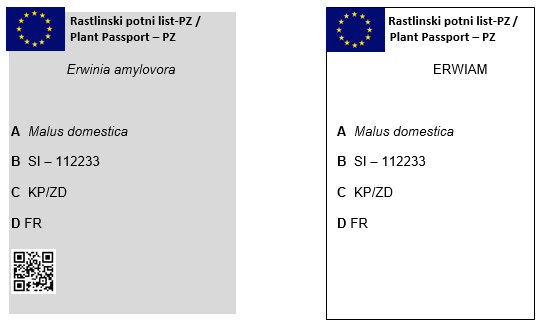 Rastlinski potni list-PZ /
Plant Passport – PZ
Erwinia amylovora
A Malus domestica
B SI – 112233
C KP/ZD
D FR
Rastlinski potni list-PZ /
Plant Passport – PZ
ERWIAM
A Malus domestica
B SI – 112233
C KP/ZD
D FR